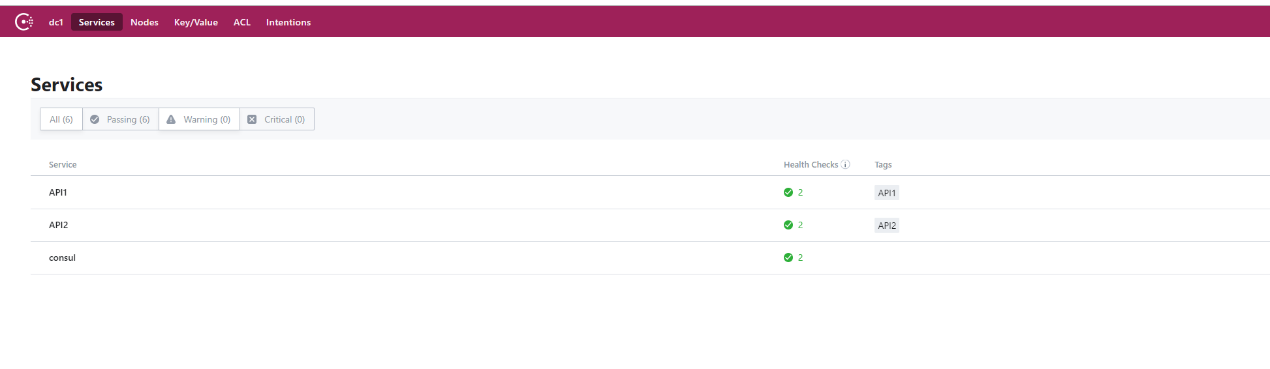 dc1 Services Nodes Key/Value ACL Intentions
Services
All (6) Passing (6) Warning (0) Critical (0)
Service Health Checks Tags
API1 2 API1
API2 2 API2
consul 2